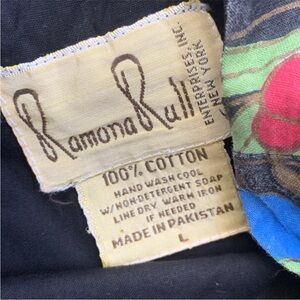 Ramona Rull
ENTERPRISES, INC.
NEW YORK
100% COTTON
HAND WASH COOL
W/NON-DETERGENT SOAP
LINE DRY. WARM IRON
IF NEEDED
MADE IN PAKISTAN
L